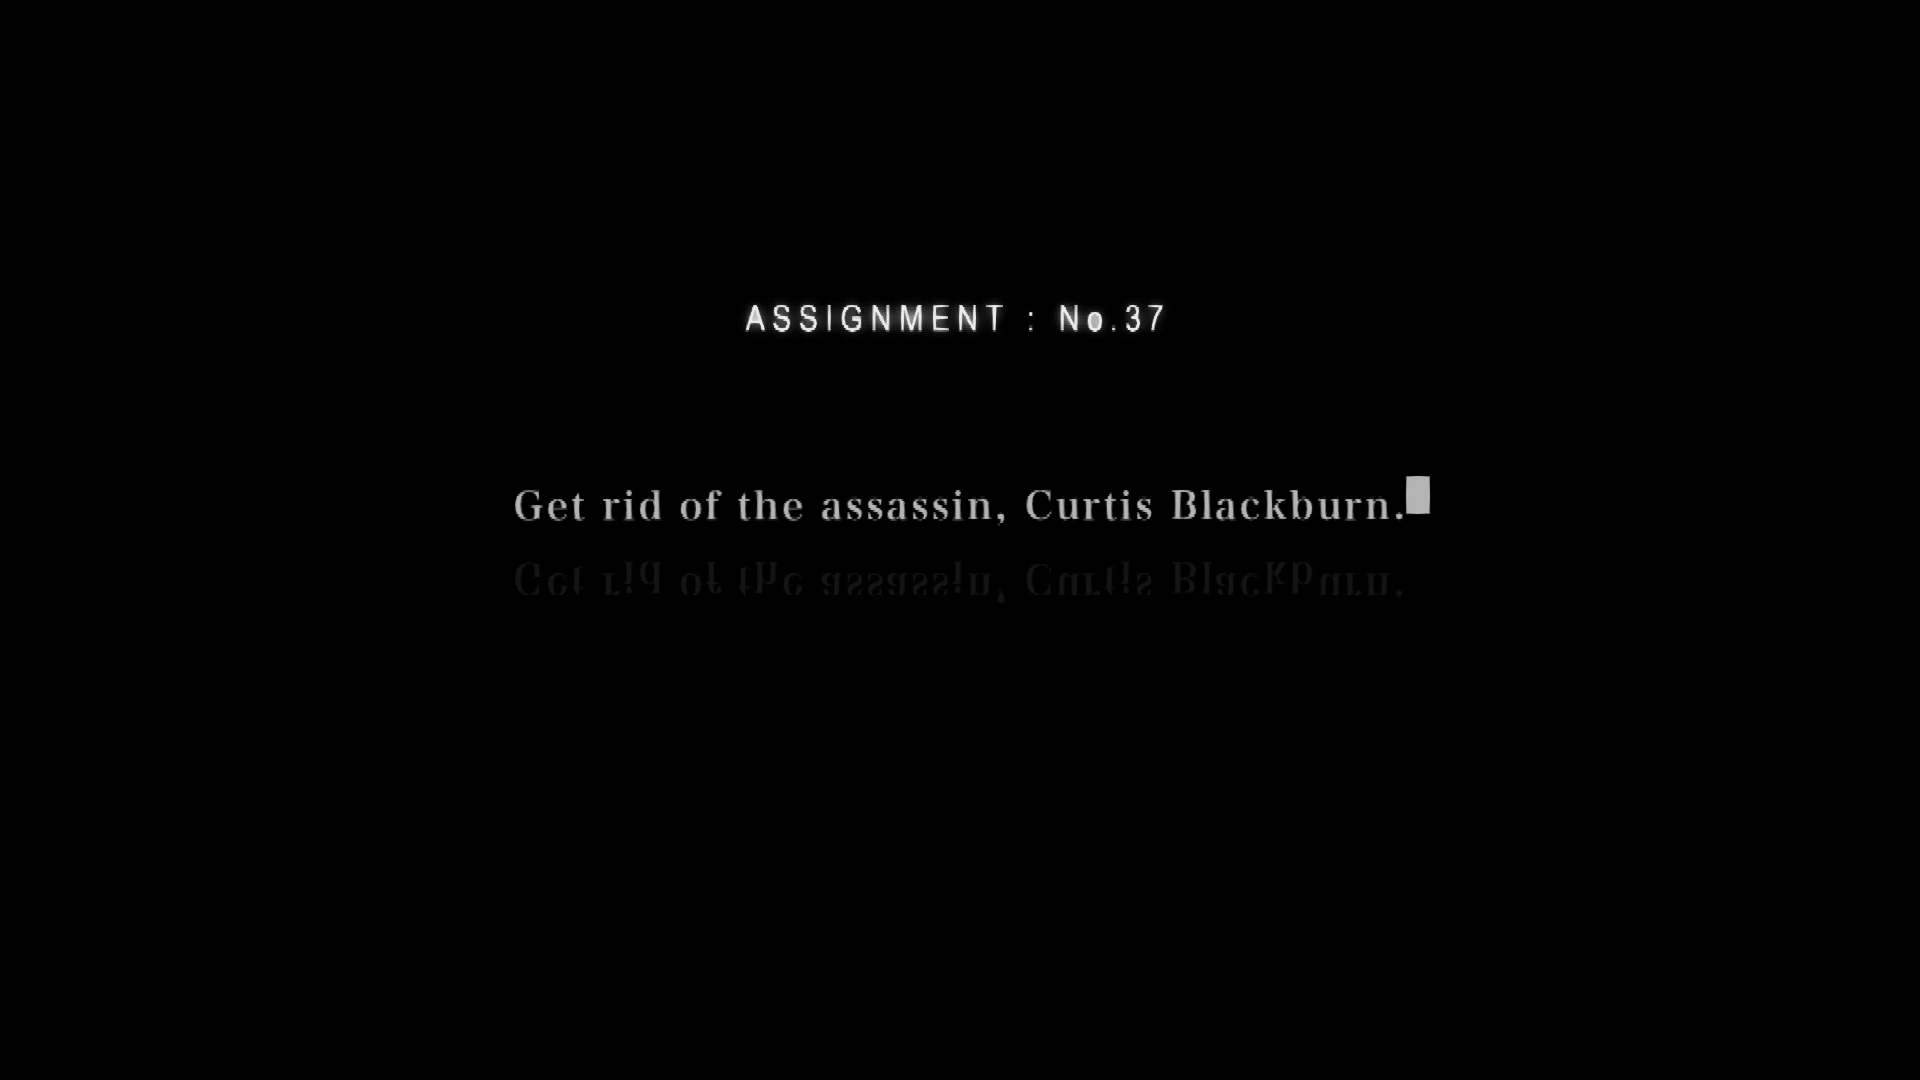 ASSIGNMENT : No.37
Get rid of the assassin, Curtis Blackburn.